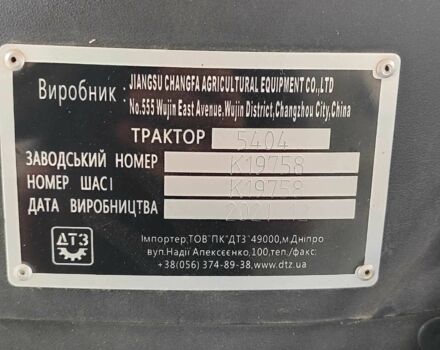 Виробник :
JIANGSU CHANGFA AGRICULTURAL EQUIPMENT CO.,LTD
No.555 Wujin East Avenue,Wujin District,Changzhou City,China
ТРАКТОР 5404
ЗАВОДСЬКИЙ НОМЕР K19758
НОМЕР ШАСІ K19758
ДАТА ВИРОБНИЦТВА
ДТЗ
Імпортер,ТОВ"ПК"ДТЗ"49000,м.Дніпро
вул.Надії Алексєєнко,100,тел./факс:
+38(056) 374-89-38,www.dtz.ua